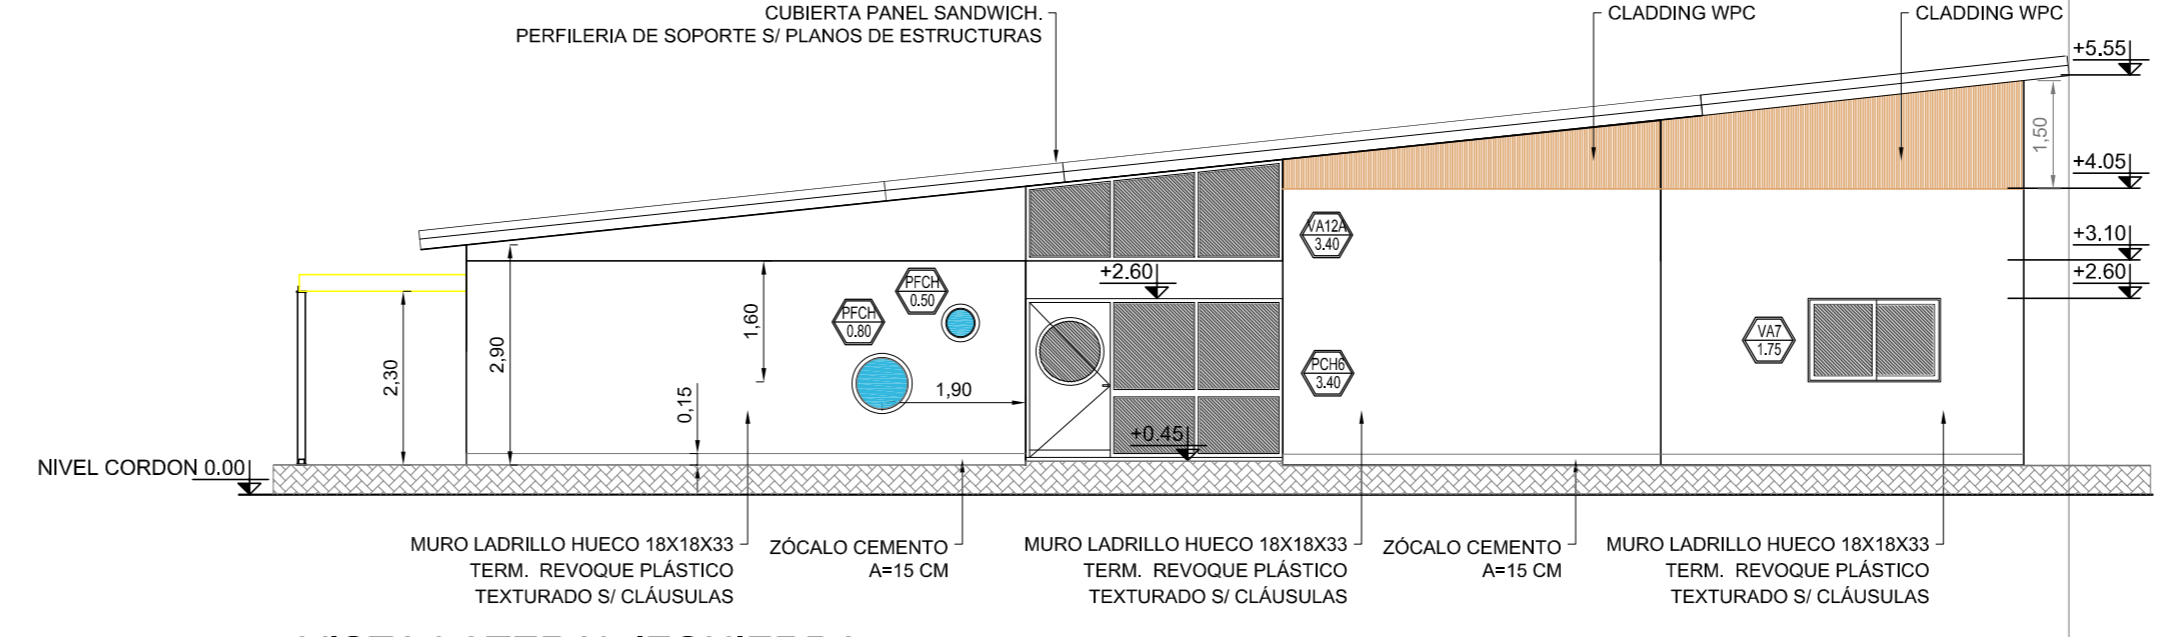 CUBIERTA PANEL SANDWICH.
PERFILERIA DE SOPORTE S/ PLANOS DE ESTRUCTURAS
CLADDING WPC
CLADDING WPC
+5.55
1,50
+4.05
+3.10
+2.60
VA12A
3.40
+2.60
PFCH
0.50
PFCH
0.80
1,60
2,90
2,30
0,15
1,90
PCH6
3.40
VA7
1.75
+0.45
NIVEL CORDON 0.00
MURO LADRILLO HUECO 18X18X33
TERM. REVOQUE PLÁSTICO
TEXTURADO S/ CLÁUSULAS
ZÓCALO CEMENTO
A=15 CM
MURO LADRILLO HUECO 18X18X33
TERM. REVOQUE PLÁSTICO
TEXTURADO S/ CLÁUSULAS
ZÓCALO CEMENTO
A=15 CM
MURO LADRILLO HUECO 18X18X33
TERM. REVOQUE PLÁSTICO
TEXTURADO S/ CLÁUSULAS